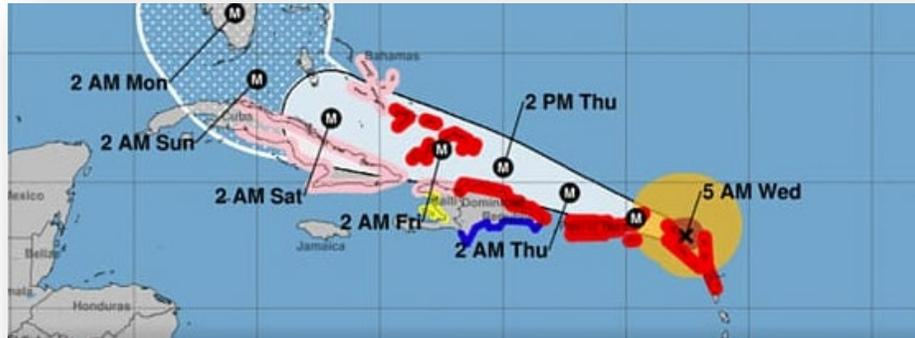 M
Bahamas
2 AM Mon
M
2 PM Thu
Cuba
M
2 AM Sun
M
M
Mexico
2 AM Sat
M
5 AM Wed
Haiti
Dominican
Republic
M
2 AM Fri
Jamaica
2 AM Thu
Belize
Honduras